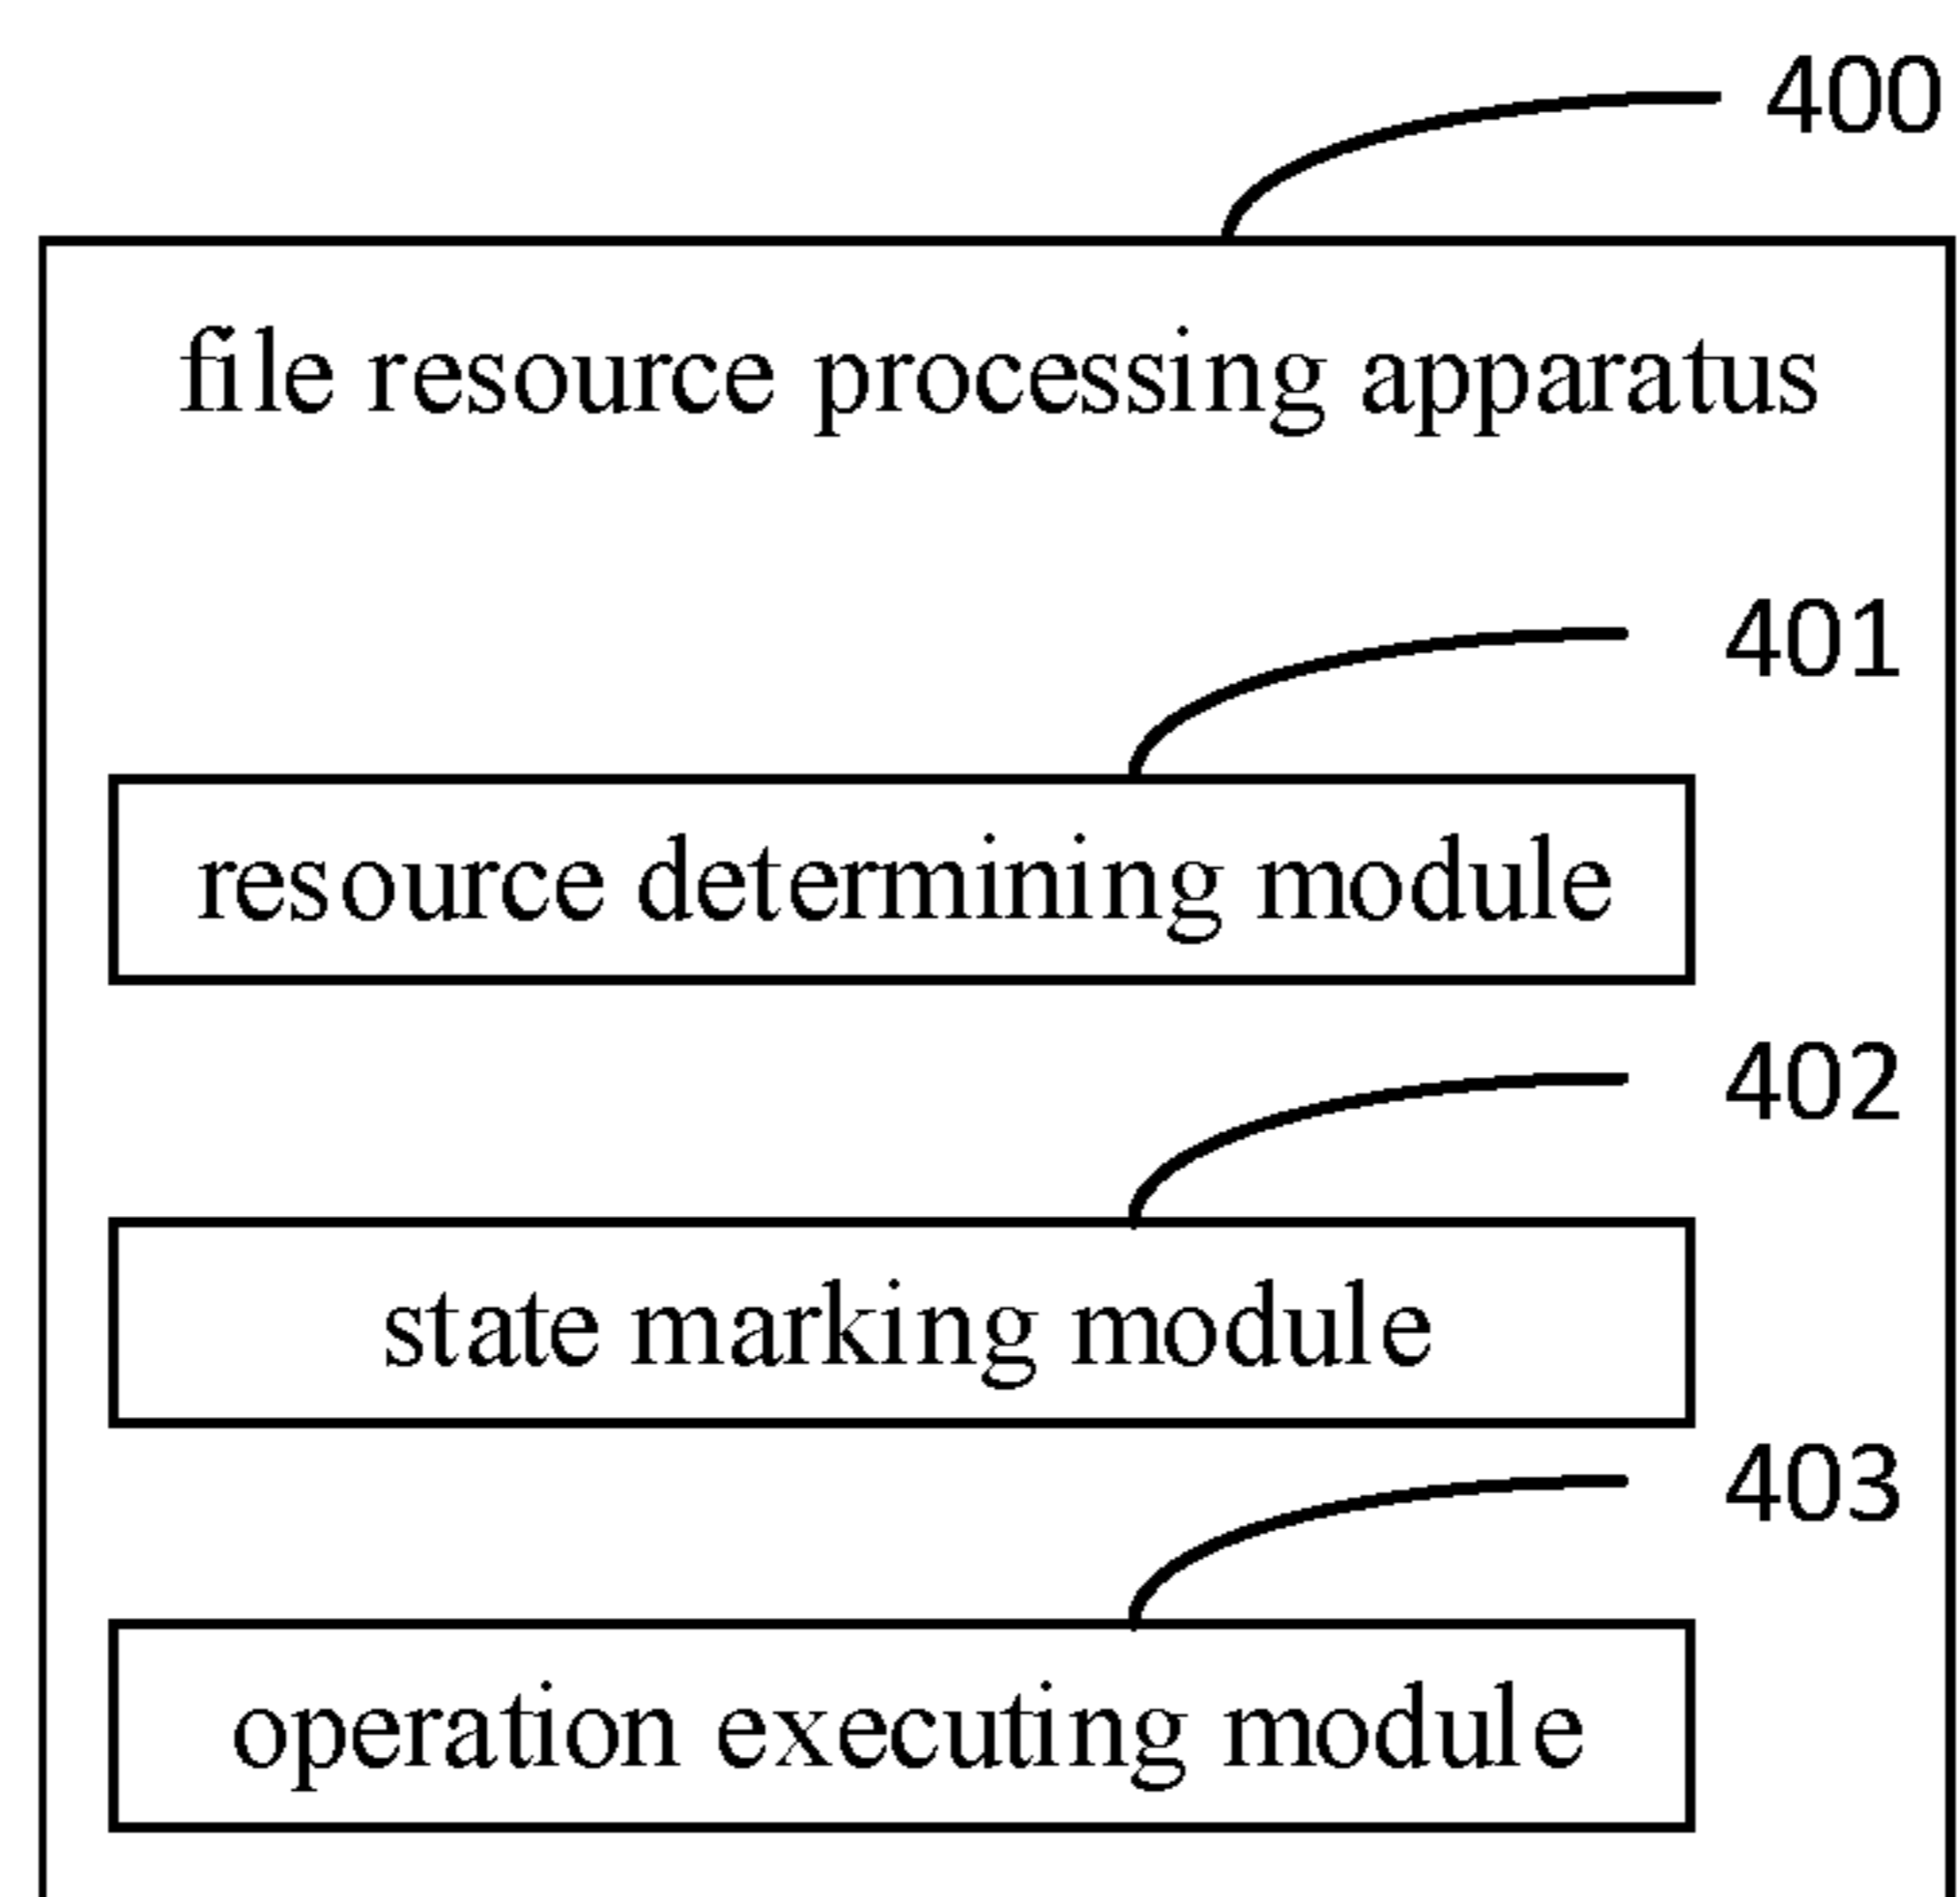 400
file resource processing apparatus
401
resource determining module
402
state marking module
403
operation executing module